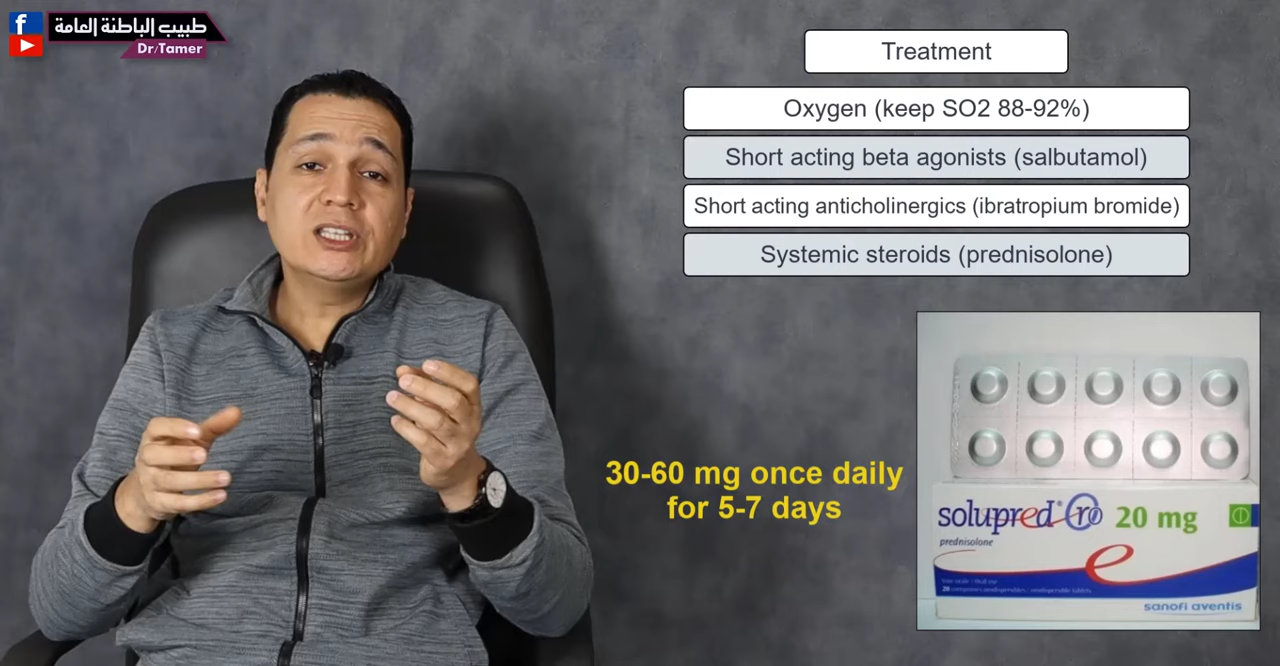 f
طبيب الباطنة العامة
Dr/Tamer
Treatment
Oxygen (keep SO2 88-92%)
Short acting beta agonists (salbutamol)
Short acting anticholinergics (ibratropium bromide)
Systemic steroids (prednisolone)
30-60 mg once daily
for 5-7 days
solupred® Oro 20 mg
prednisolone
sanofi aventis